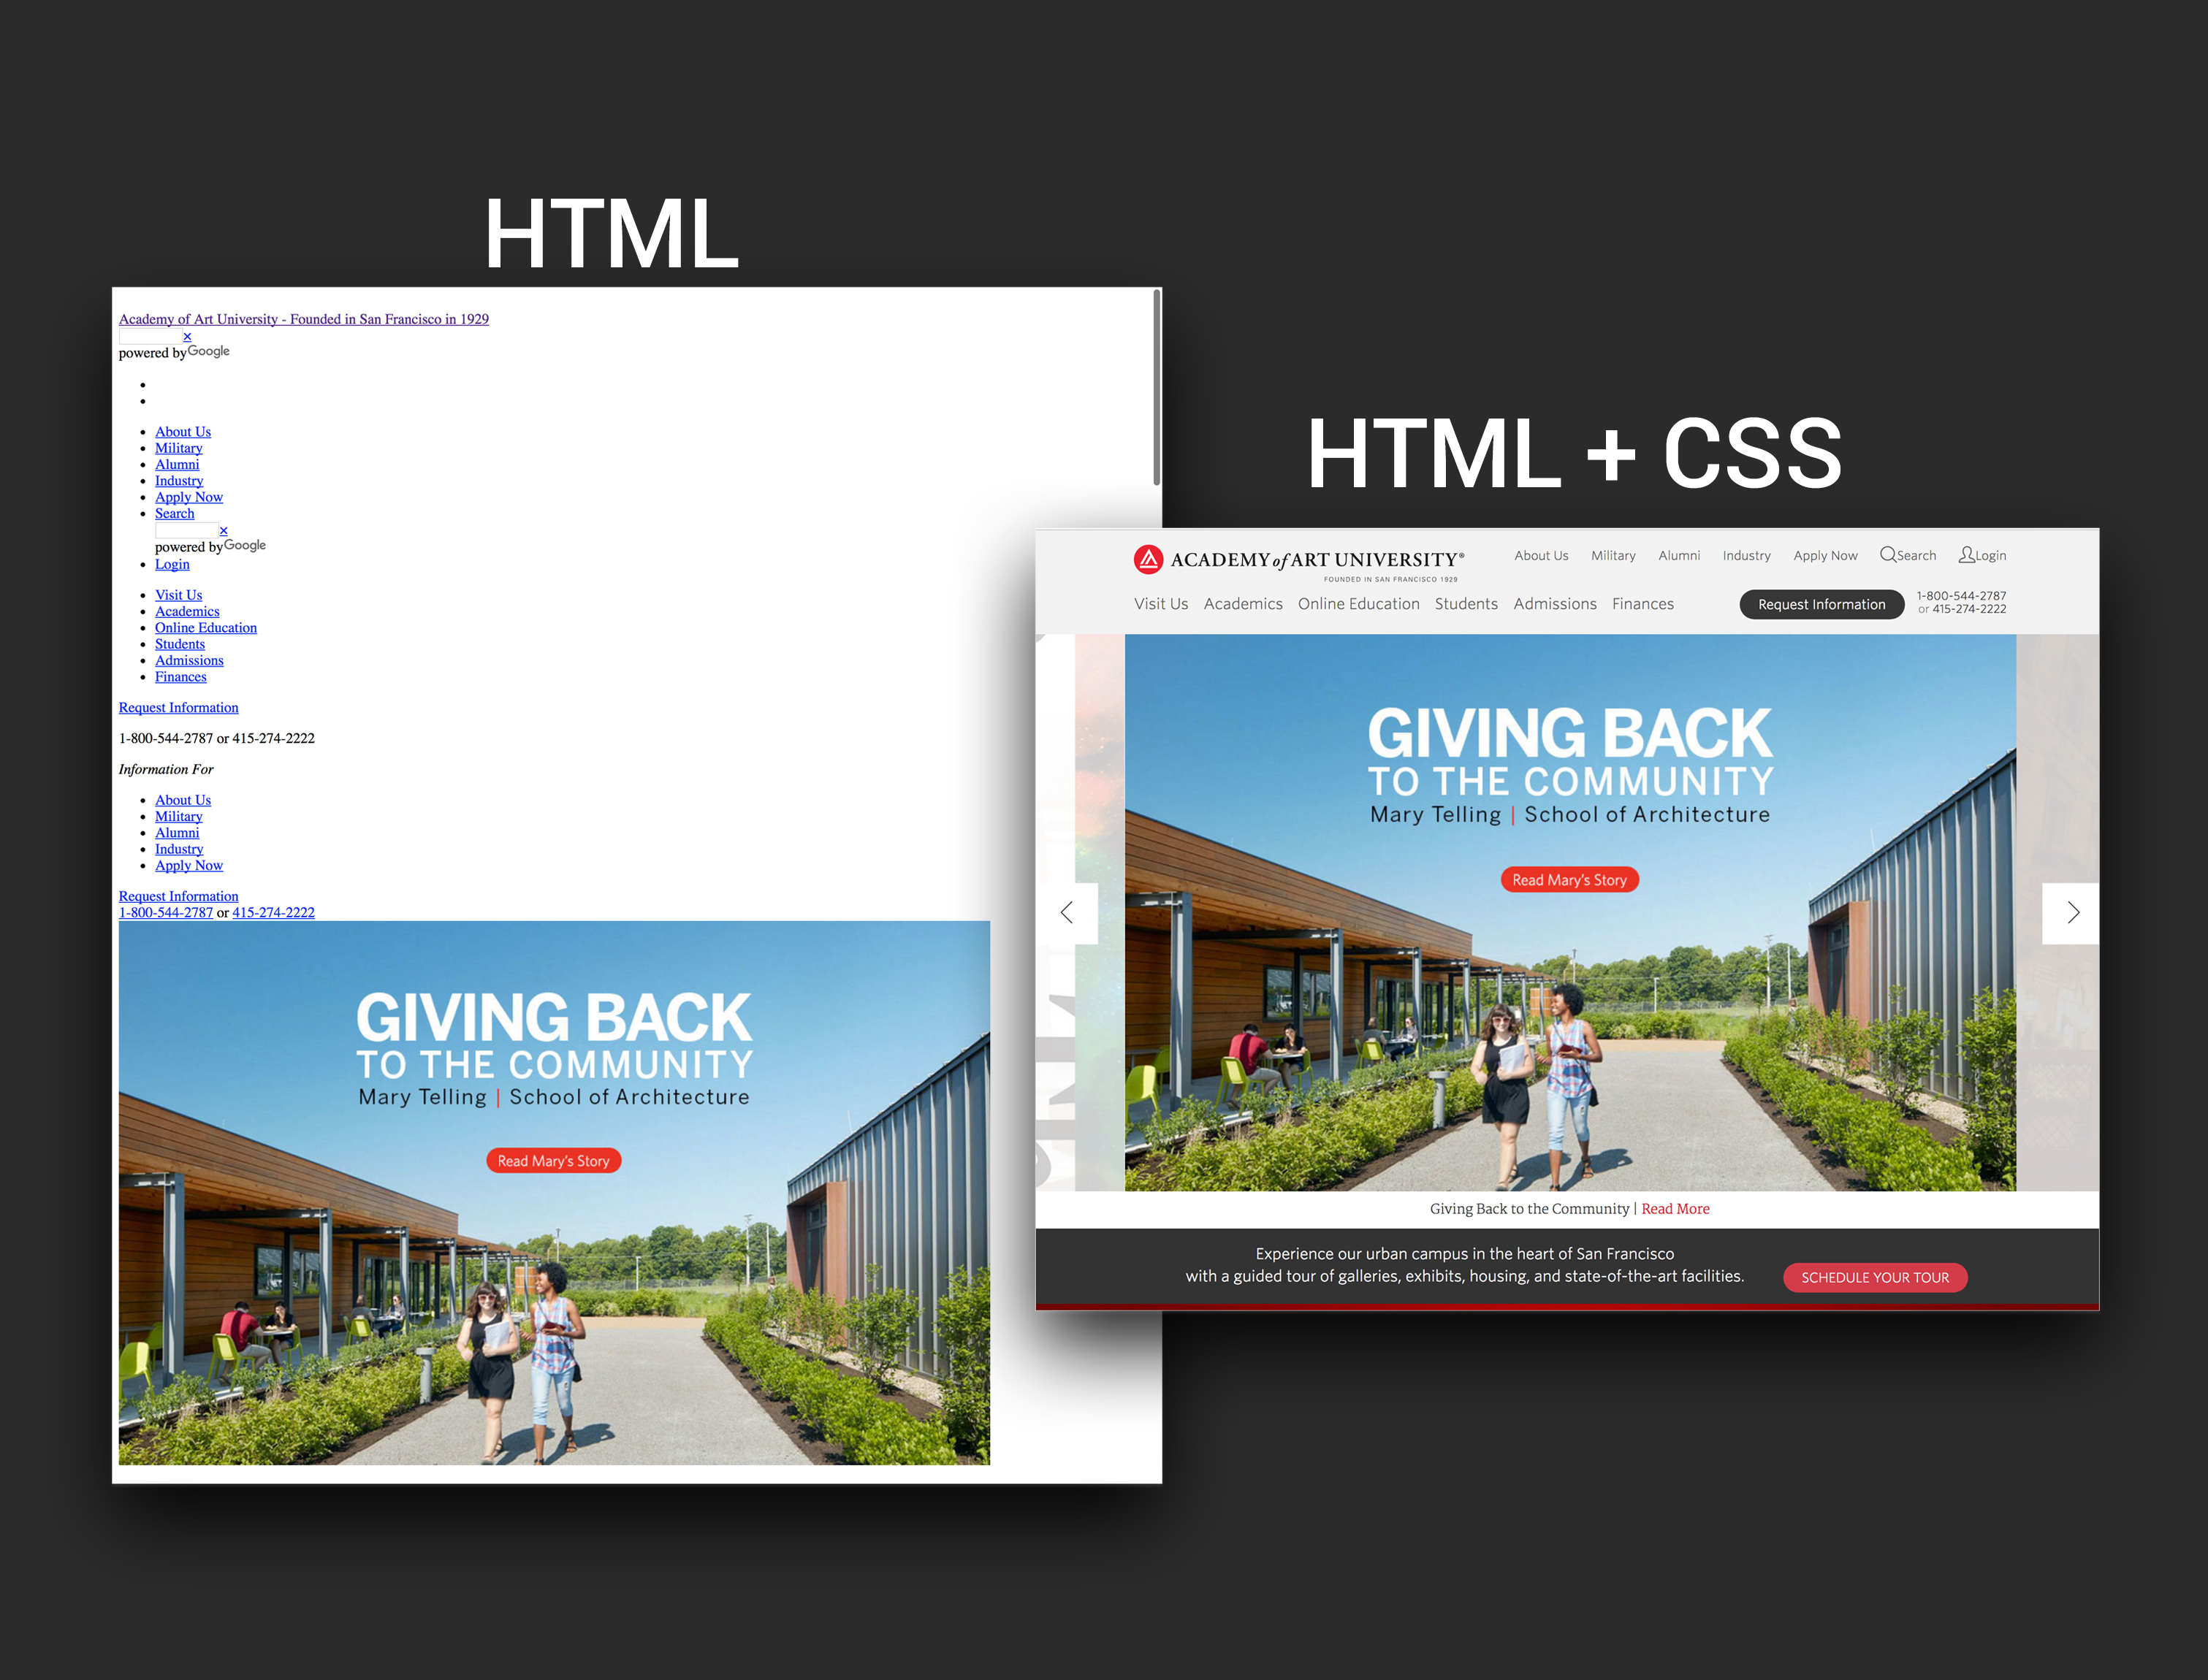 HTML
Academy of Art University - Founded in San Francisco in 1929
×
powered by Google
About Us
Military
Alumni
Industry
Apply Now
Search
×
powered by Google
Login
Visit Us
Academics
Online Education
Students
Admissions
Finances
Request Information
1-800-544-2787 or 415-274-2222
Information For
About Us
Military
Alumni
Industry
Apply Now
Request Information
1-800-544-2787 or 415-274-2222
GIVING BACK
TO THE COMMUNITY
Mary Telling | School of Architecture
Read Mary's Story
HTML + CSS
ACADEMY of ART UNIVERSITY®
FOUNDED IN SAN FRANCISCO 1929
About Us Military Alumni Industry Apply Now Search Login
Visit Us Academics Online Education Students Admissions Finances
Request Information
1-800-544-2787
or 415-274-2222
GIVING BACK
TO THE COMMUNITY
Mary Telling | School of Architecture
Read Mary's Story
Giving Back to the Community | Read More
Experience our urban campus in the heart of San Francisco
with a guided tour of galleries, exhibits, housing, and state-of-the-art facilities.
SCHEDULE YOUR TOUR